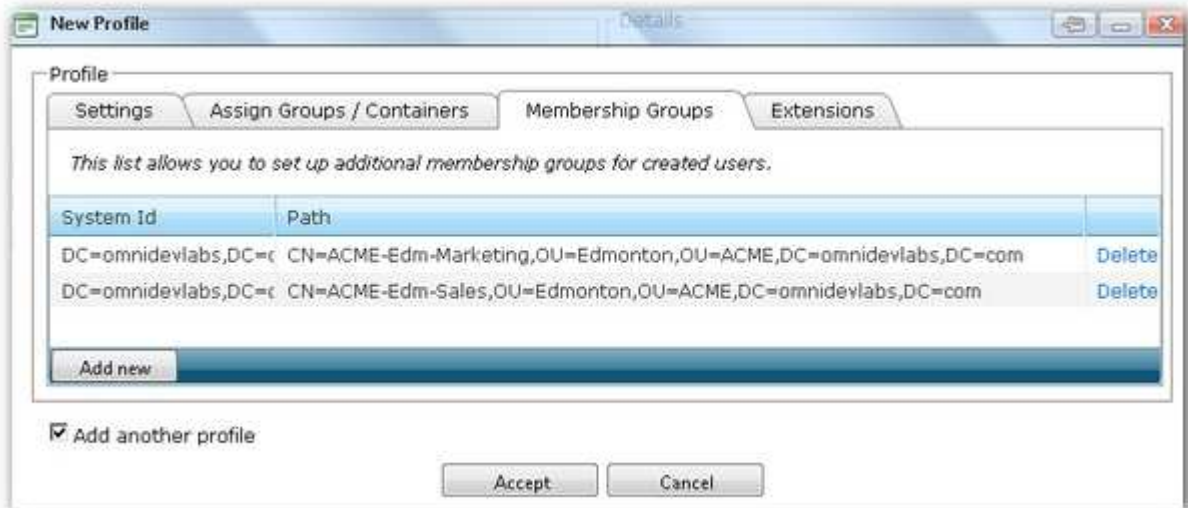 New Profile
Details
Profile
Settings Assign Groups / Containers Membership Groups Extensions
This list allows you to set up additional membership groups for created users.
System Id Path
DC=omnidevlabs,DC=c CN=ACME-Edm-Marketing,OU=Edmonton,OU=ACME,DC=omnidevlabs,DC=com Delete
DC=omnidevlabs,DC=c CN=ACME-Edm-Sales,OU=Edmonton,OU=ACME,DC=omnidevlabs,DC=com Delete
Add new
Add another profile
Accept Cancel